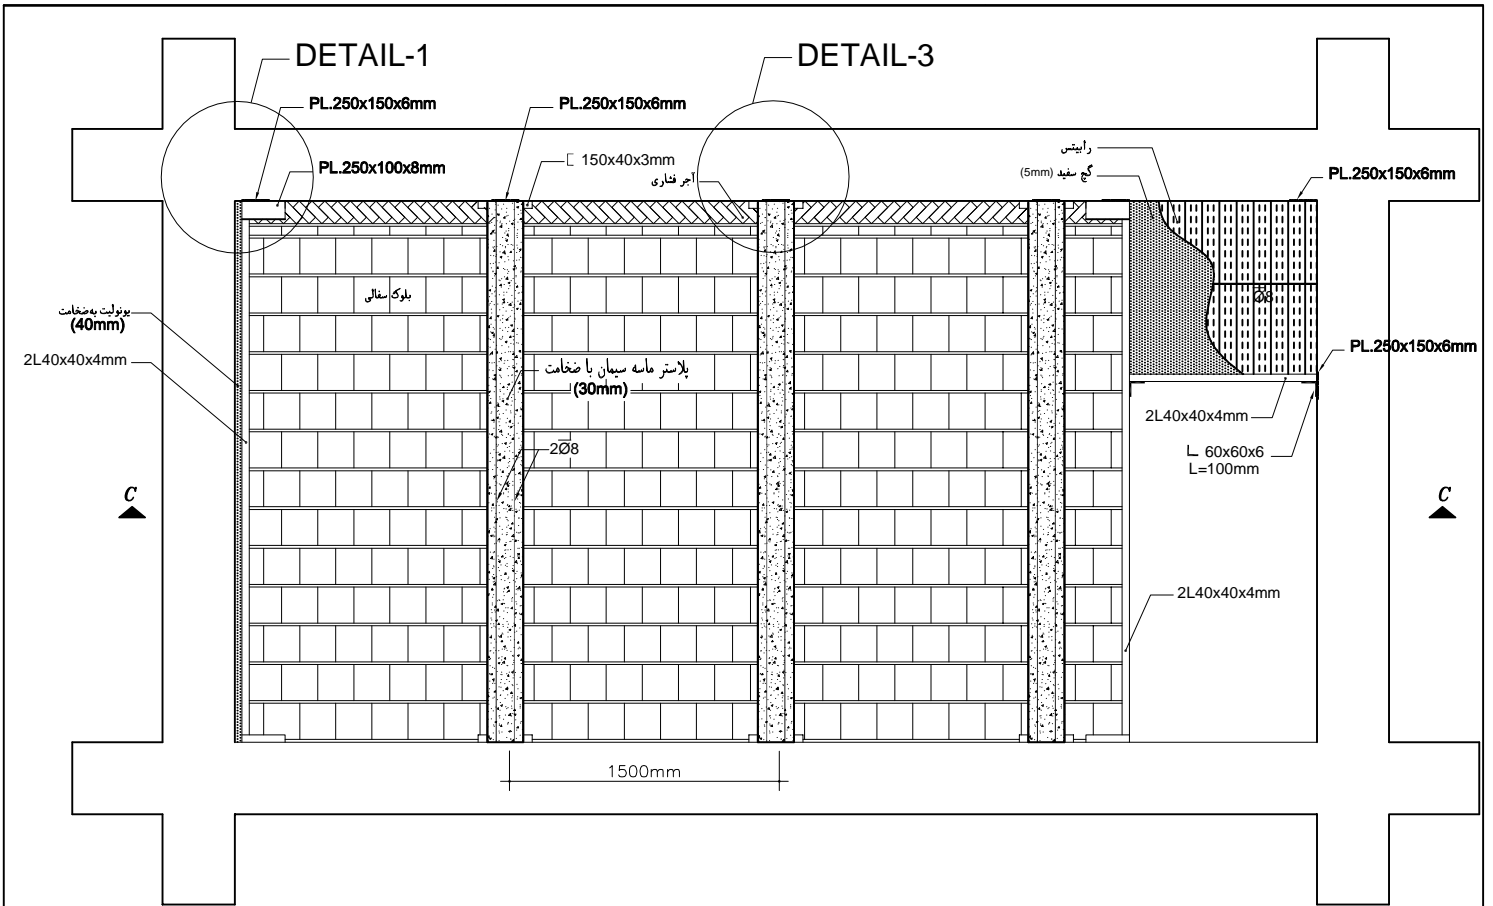 DETAIL-1
DETAIL-3
PL.250x150x6mm
PL.250x150x6mm
PL.250x100x8mm
[ 150x40x3mm
آجر فشاری
رابیتس
گچ سفید (5mm)
PL.250x150x6mm
بلوک سفالی
یونولیت به ضخامت
(40mm)
2L40x40x4mm
پلاستر ماسه سیمان با ضخامت
(30mm)
2Ø8
Ø8
PL.250x150x6mm
2L40x40x4mm
L 60x60x6
L=100mm
C
C
2L40x40x4mm
1500mm